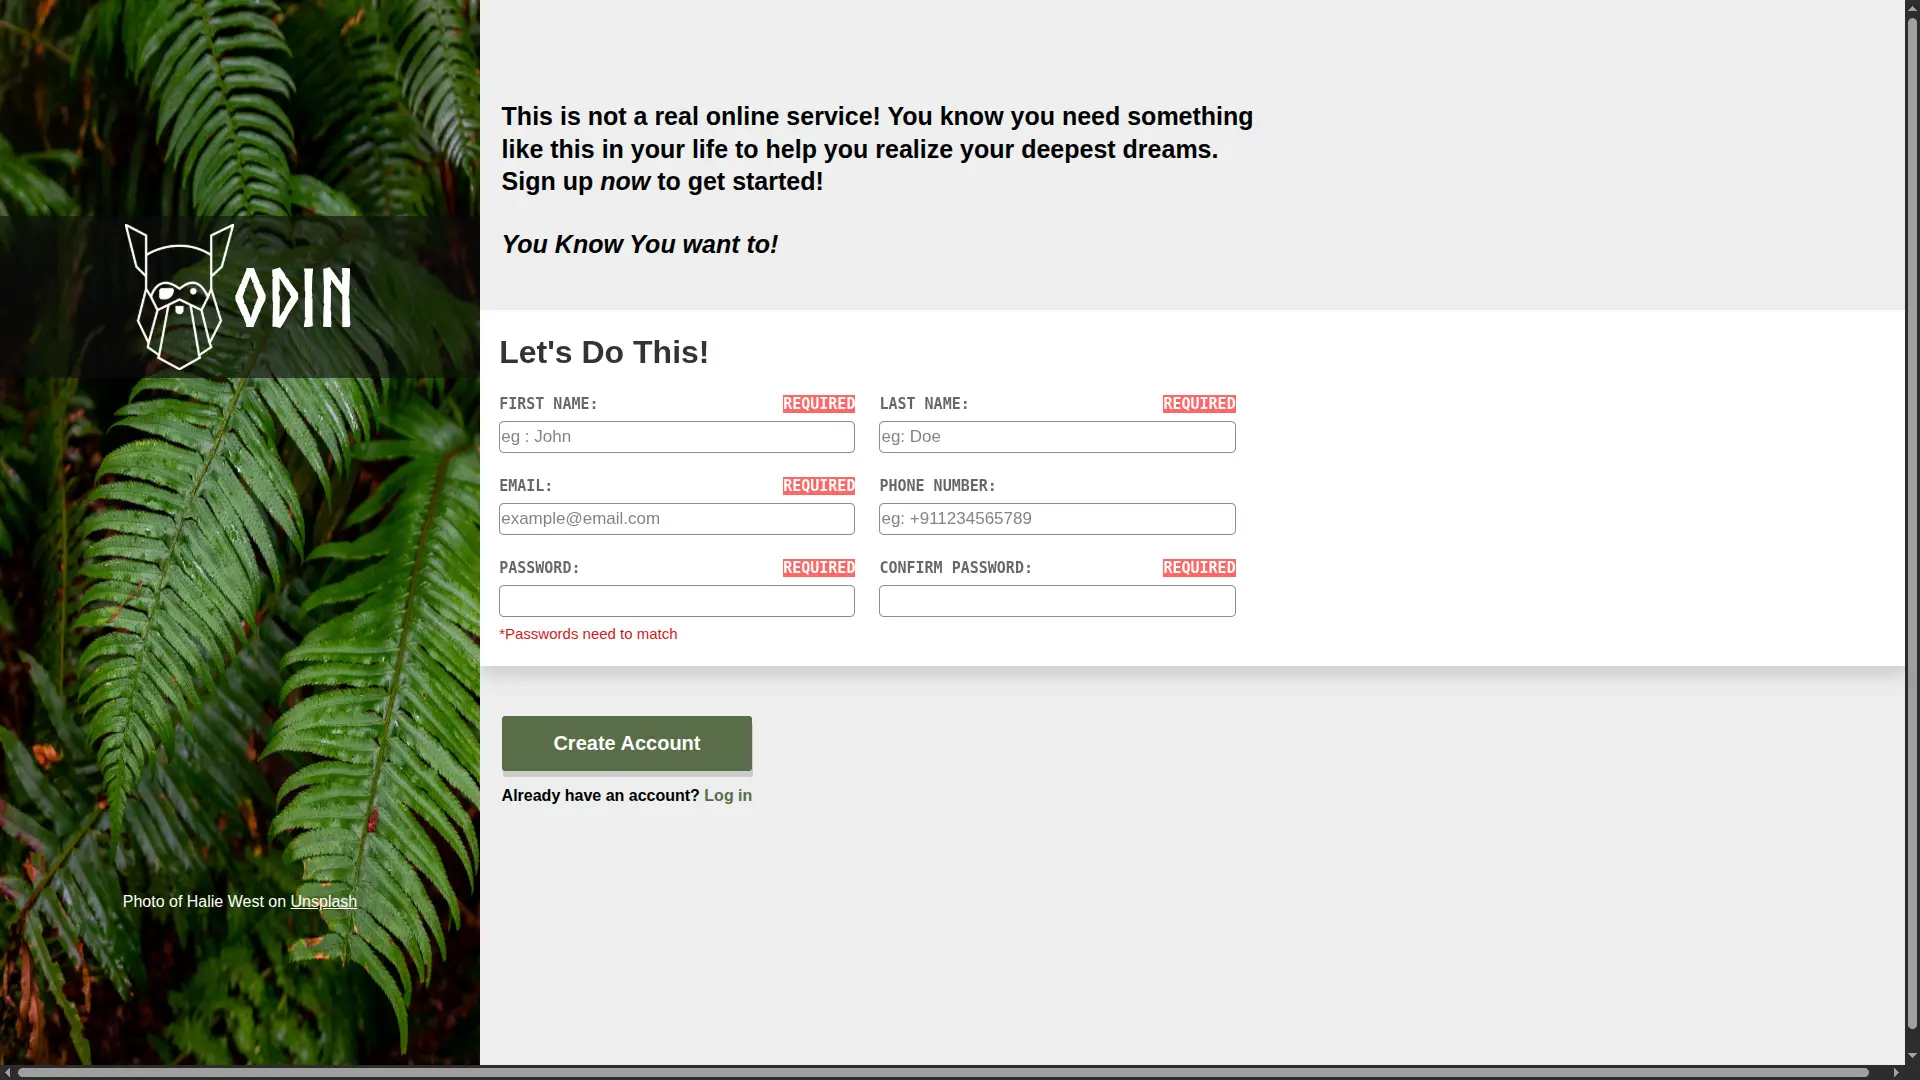 ODIN
Photo of Halie West on Unsplash
This is not a real online service! You know you need something
like this in your life to help you realize your deepest dreams.
Sign up now to get started!
You Know You want to!
Let's Do This!
FIRST NAME: REQUIRED
eg : John
LAST NAME: REQUIRED
eg: Doe
EMAIL: REQUIRED
example@email.com
PHONE NUMBER:
eg: +911234565789
PASSWORD: REQUIRED
CONFIRM PASSWORD: REQUIRED
*Passwords need to match
Create Account
Already have an account? Log in